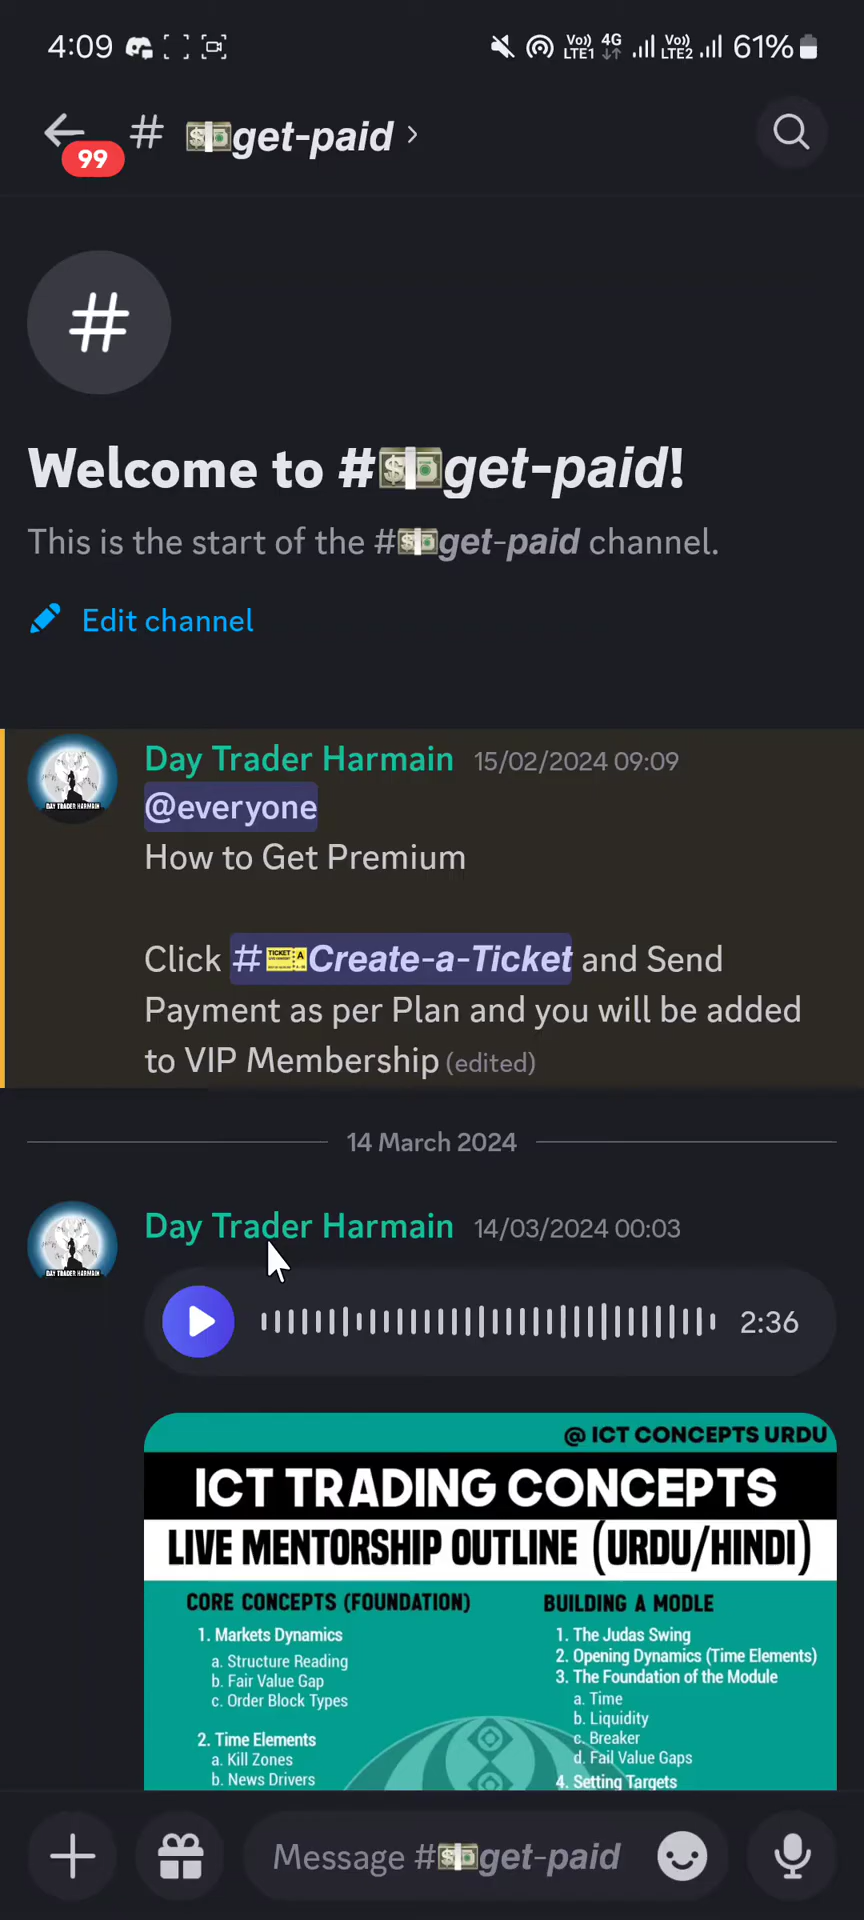 4:09 Vo) LTE1 4G Vo) LTE2 61%
99 # get-paid ›
#
Welcome to #get-paid!
This is the start of the #get-paid channel.
Edit channel
Day Trader Harmain 15/02/2024 09:09
@everyone
How to Get Premium
Click #Create-a-Ticket and Send
Payment as per Plan and you will be added
to VIP Membership (edited)
14 March 2024
Day Trader Harmain 14/03/2024 00:03
2:36
@ ICT CONCEPTS URDU
ICT TRADING CONCEPTS
LIVE MENTORSHIP OUTLINE (URDU/HINDI)
CORE CONCEPTS (FOUNDATION)
1. Markets Dynamics
a. Structure Reading
b. Fair Value Gap
c. Order Block Types
2. Time Elements
a. Kill Zones
b. News Drivers
BUILDING A MODLE
1. The Judas Swing
2. Opening Dynamics (Time Elements)
3. The Foundation of the Module
a. Time
b. Liquidity
c. Breaker
d. Fail Value Gaps
4. Setting Targets
Message #get-paid